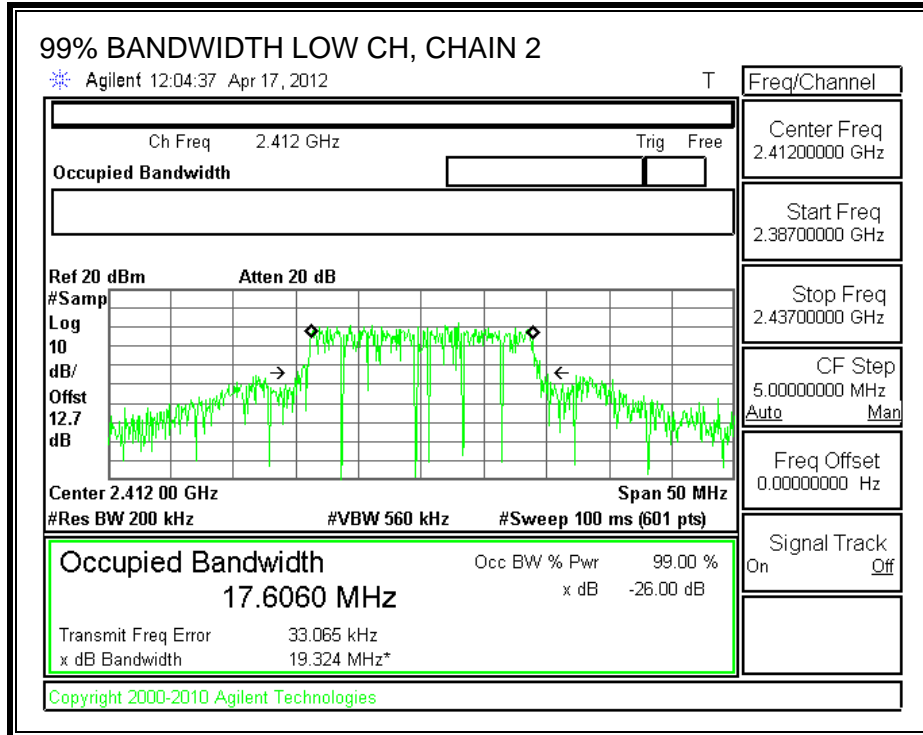 99% BANDWIDTH LOW CH, CHAIN 2
Agilent 12:04:37 Apr 17, 2012 T
Freq/Channel
Ch Freq 2.412 GHz Trig Free
Occupied Bandwidth
Center Freq
2.41200000 GHz
Start Freq
2.38700000 GHz
Stop Freq
2.43700000 GHz
CF Step
5.00000000 MHz
Auto Man
Freq Offset
0.00000000 Hz
Signal Track
On Off
Ref 20 dBm Atten 20 dB
#Samp
Log
10
dB/
Offst
12.7
dB
Center 2.412 00 GHz Span 50 MHz
#Res BW 200 kHz #VBW 560 kHz #Sweep 100 ms (601 pts)
Occupied Bandwidth
17.6060 MHz
Occ BW % Pwr 99.00 %
x dB -26.00 dB
Transmit Freq Error 33.065 kHz
x dB Bandwidth 19.324 MHz*
Copyright 2000-2010 Agilent Technologies